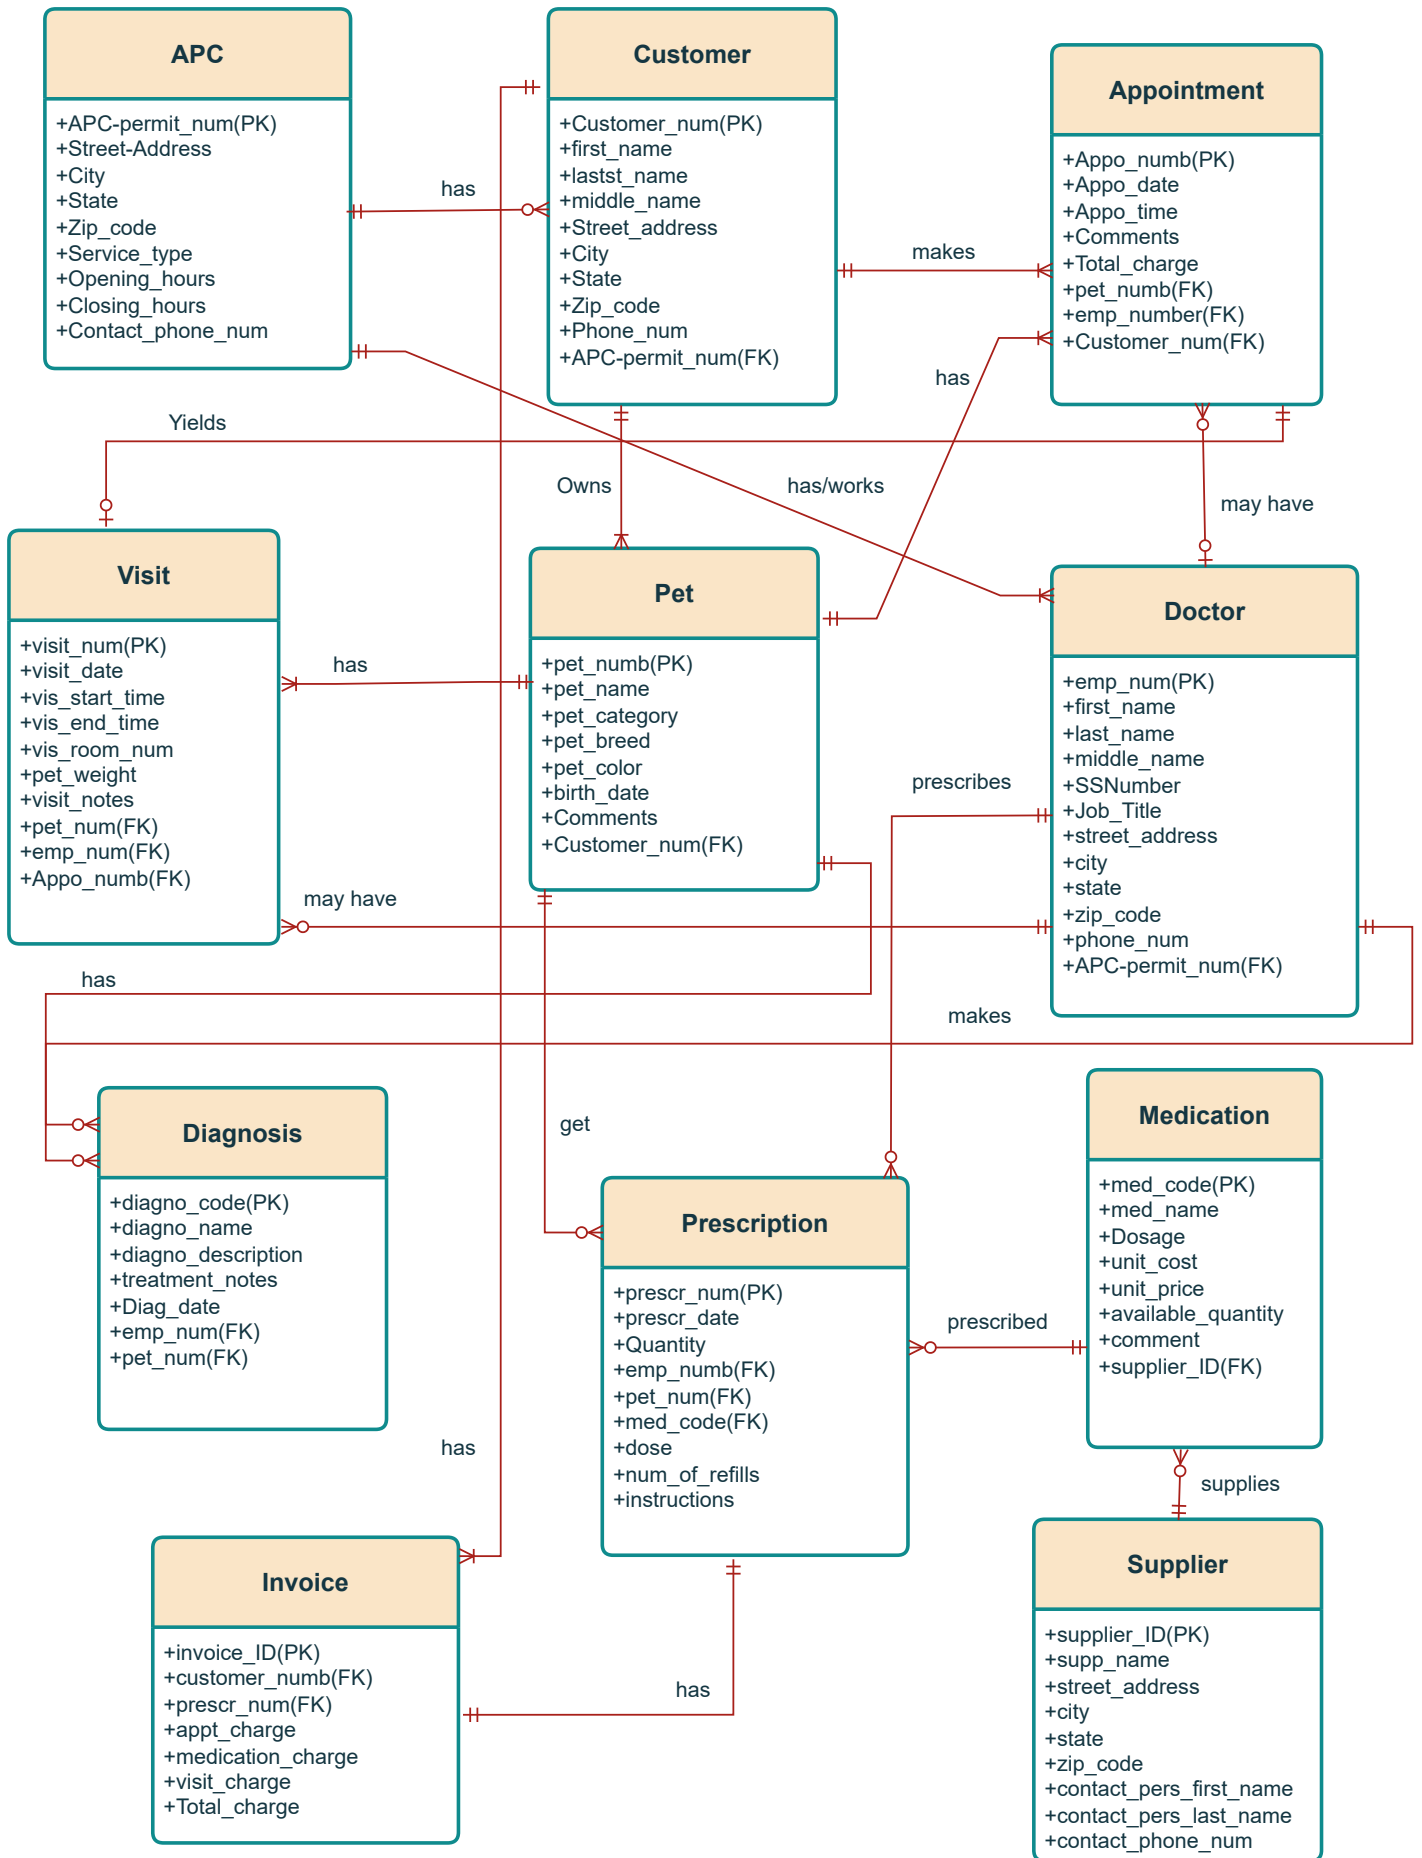 APC
+APC-permit_num(PK)
+Street-Address
+City
+State
+Zip_code
+Service_type
+Opening_hours
+Closing_hours
+Contact_phone_num
has
Customer
+Customer_num(PK)
+first_name
+lastst_name
+middle_name
+Street_address
+City
+State
+Zip_code
+Phone_num
+APC-permit_num(FK)
makes
Appointment
+Appo_numb(PK)
+Appo_date
+Appo_time
+Comments
+Total_charge
+pet_numb(FK)
+emp_number(FK)
+Customer_num(FK)
has
Yields
Owns
has/works
may have
Visit
+visit_num(PK)
+visit_date
+vis_start_time
+vis_end_time
+vis_room_num
+pet_weight
+visit_notes
+pet_num(FK)
+emp_num(FK)
+Appo_numb(FK)
has
Pet
+pet_numb(PK)
+pet_name
+pet_category
+pet_breed
+pet_color
+birth_date
+Comments
+Customer_num(FK)
prescribes
Doctor
+emp_num(PK)
+first_name
+last_name
+middle_name
+SSNumber
+Job_Title
+street_address
+city
+state
+zip_code
+phone_num
+APC-permit_num(FK)
may have
has
makes
Diagnosis
+diagno_code(PK)
+diagno_name
+diagno_description
+treatment_notes
+Diag_date
+emp_num(FK)
+pet_num(FK)
get
Prescription
+prescr_num(PK)
+prescr_date
+Quantity
+emp_numb(FK)
+pet_num(FK)
+med_code(FK)
+dose
+num_of_refills
+instructions
prescribed
Medication
+med_code(PK)
+med_name
+Dosage
+unit_cost
+unit_price
+available_quantity
+comment
+supplier_ID(FK)
has
supplies
Invoice
+invoice_ID(PK)
+customer_numb(FK)
+prescr_num(FK)
+appt_charge
+medication_charge
+visit_charge
+Total_charge
has
Supplier
+supplier_ID(PK)
+supp_name
+street_address
+city
+state
+zip_code
+contact_pers_first_name
+contact_pers_last_name
+contact_phone_num